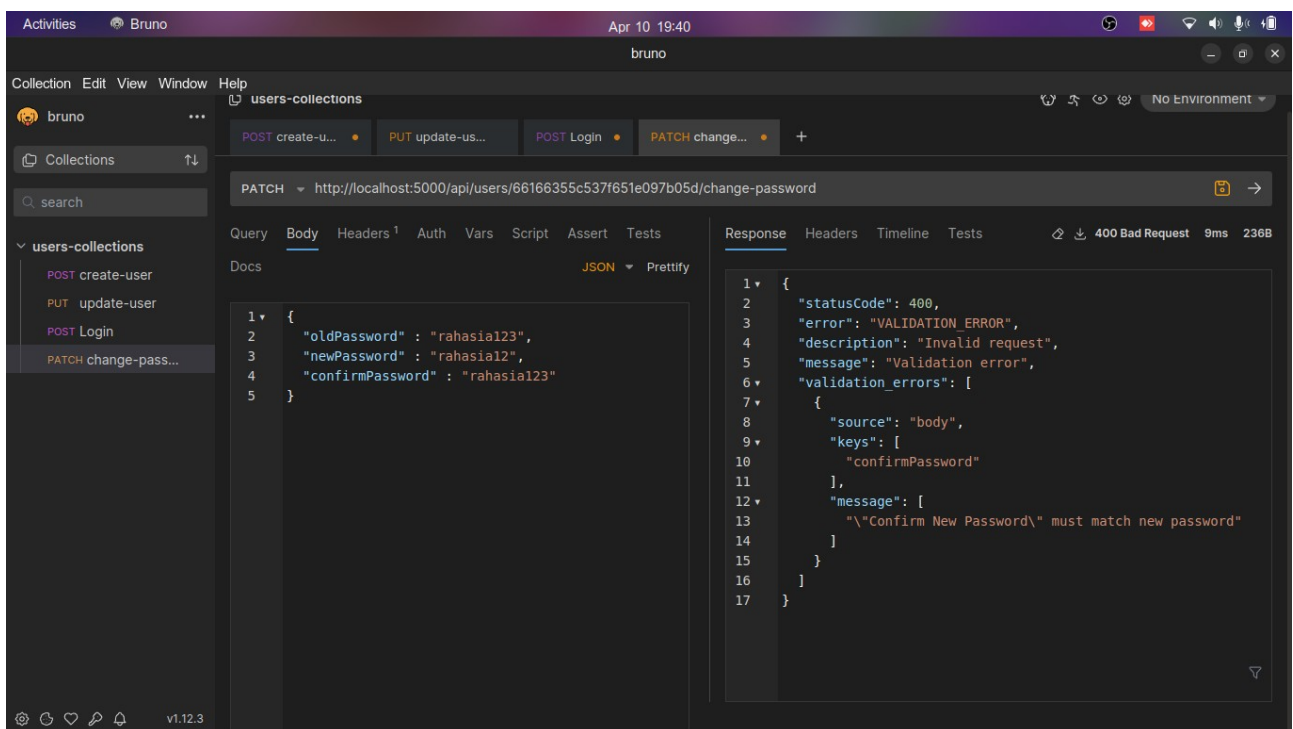 Activities Bruno Apr 10 19:40
bruno
Collection Edit View Window Help
bruno
Collections
search
users-collections
POST create-user
PUT update-user
POST Login
PATCH change-pass...
v1.12.3
users-collections No Environment
POST create-u... PUT update-us... POST Login PATCH change... +
PATCH http://localhost:5000/api/users/66166355c537f651e097b05d/change-password
Query Body Headers 1 Auth Vars Script Assert Tests
Docs JSON Prettify
1 {
2 "oldPassword" : "rahasia123",
3 "newPassword" : "rahasia12",
4 "confirmPassword" : "rahasia123"
5 }
Response Headers Timeline Tests 400 Bad Request 9ms 236B
1 {
2 "statusCode": 400,
3 "error": "VALIDATION_ERROR",
4 "description": "Invalid request",
5 "message": "Validation error",
6 "validation_errors": [
7 {
8 "source": "body",
9 "keys": [
10 "confirmPassword"
11 ],
12 "message": [
13 "\"Confirm New Password\" must match new password"
14 ]
15 }
16 ]
17 }